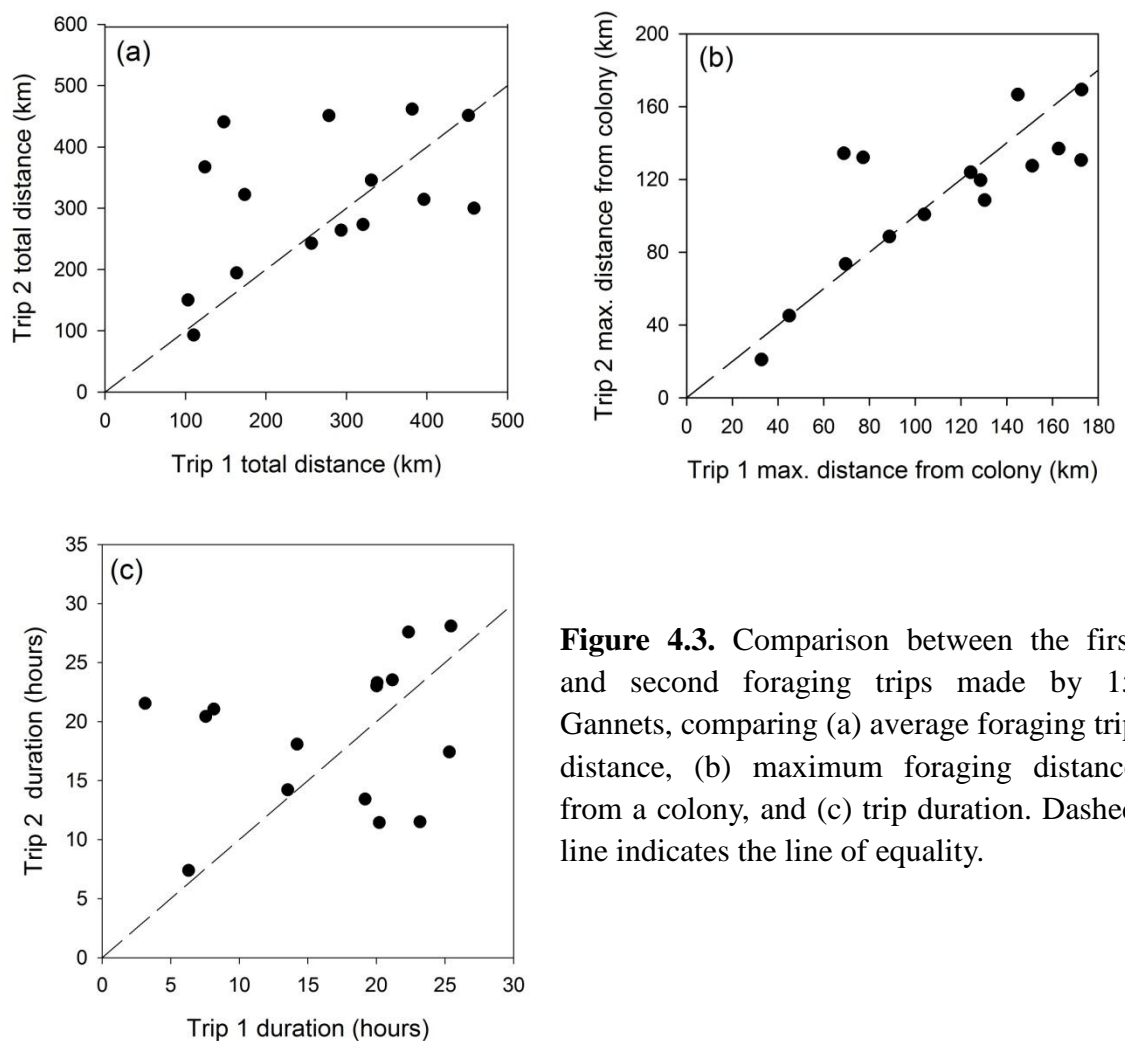 (a)
600
500
400
300
200
100
0
0 100 200 300 400 500
Trip 2 total distance (km)
Trip 1 total distance (km)
(b)
200
160
120
80
40
0
0 20 40 60 80 100 120 140 160 180
Trip 2 max. distance from colony (km)
Trip 1 max. distance from colony (km)
(c)
35
30
25
20
15
10
5
0
0 5 10 15 20 25 30
Trip 2 duration (hours)
Trip 1 duration (hours)
Figure 4.3. Comparison between the firs
and second foraging trips made by 15
Gannets, comparing (a) average foraging trip
distance, (b) maximum foraging distance
from a colony, and (c) trip duration. Dashed
line indicates the line of equality.